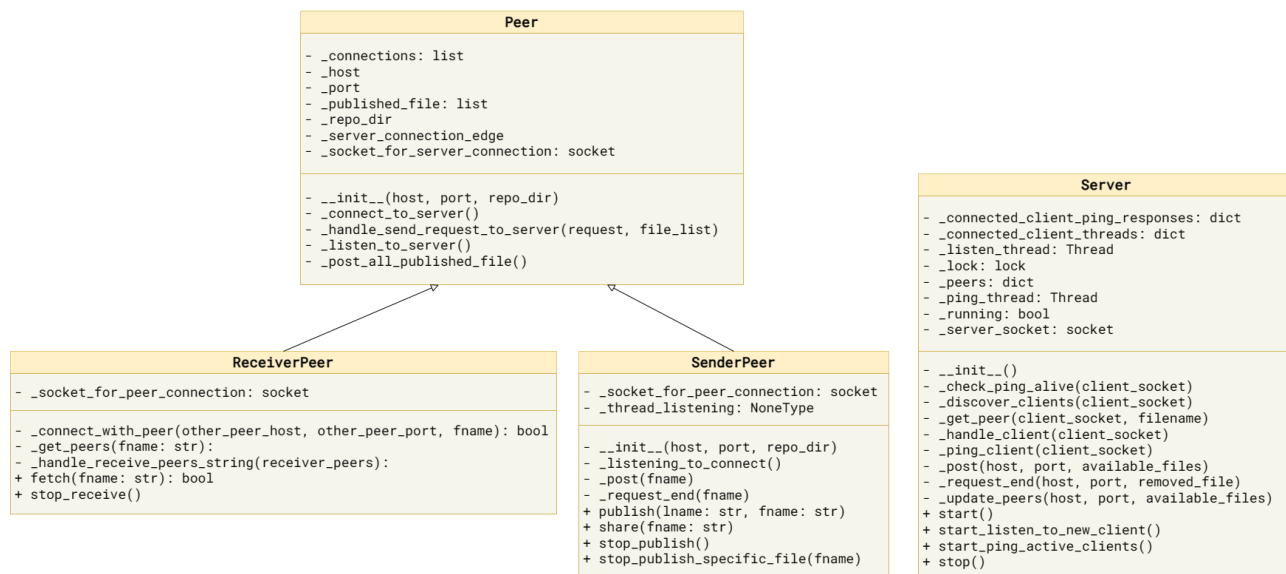 Peer
- _connections: list
- _host
- _port
- _published_file: list
- _repo_dir
- _server_connection_edge
- _socket_for_server_connection: socket
- __init__(host, port, repo_dir)
- _connect_to_server()
- _handle_send_request_to_server(request, file_list)
- _listen_to_server()
- _post_all_published_file()
ReceiverPeer
- _socket_for_peer_connection: socket
- _connect_with_peer(other_peer_host, other_peer_port, fname): bool
- _get_peers(fname: str):
- _handle_receive_peers_string(receiver_peers):
+ fetch(fname: str): bool
+ stop_receive()
SenderPeer
- _socket_for_peer_connection: socket
- _thread_listening: NoneType
- __init__(host, port, repo_dir)
- _listening_to_connect()
- _post(fname)
- _request_end(fname)
+ publish(lname: str, fname: str)
+ share(fname: str)
+ stop_publish()
+ stop_publish_specific_file(fname)
Server
- _connected_client_ping_responses: dict
- _connected_client_threads: dict
- _listen_thread: Thread
- _lock: lock
- _peers: dict
- _ping_thread: Thread
- _running: bool
- _server_socket: socket
- __init__()
- _check_ping_alive(client_socket)
- _discover_clients(client_socket)
- _get_peer(client_socket, filename)
- _handle_client(client_socket)
- _ping_client(client_socket)
- _post(host, port, available_files)
- _request_end(host, port, removed_file)
- _update_peers(host, port, available_files)
+ start()
+ start_listen_to_new_client()
+ start_ping_active_clients()
+ stop()